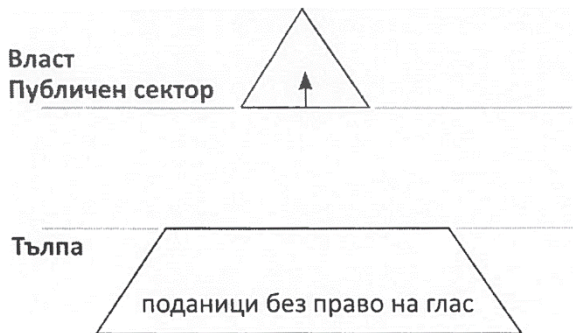 Власт
Публичен сектор
Тълпа
поданици без право на глас